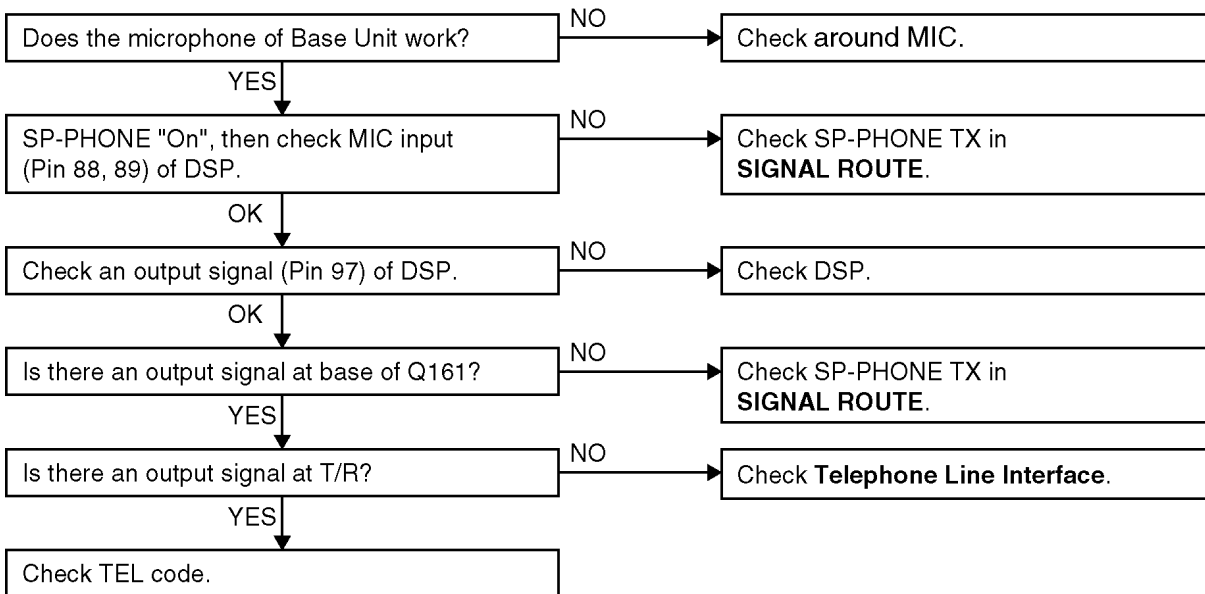 Does the microphone of Base Unit work?
NO
Check around MIC.
YES
SP-PHONE "On", then check MIC input
(Pin 88, 89) of DSP.
NO
Check SP-PHONE TX in
SIGNAL ROUTE.
OK
Check an output signal (Pin 97) of DSP.
NO
Check DSP.
OK
Is there an output signal at base of Q161?
NO
Check SP-PHONE TX in
SIGNAL ROUTE.
YES
Is there an output signal at T/R?
NO
Check Telephone Line Interface.
YES
Check TEL code.